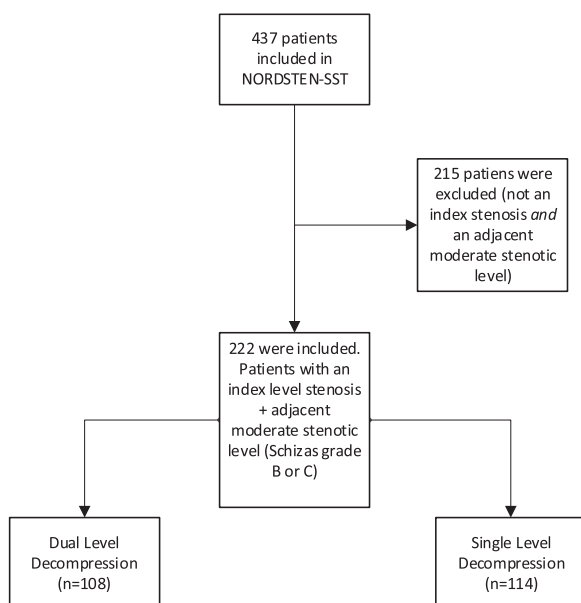 437 patients
included in
NORDSTEN-SST
215 patiens were
excluded (not an
index stenosis and
an adjacent
moderate stenotic
level)
222 were included.
Patients with an
index level stenosis
+ adjacent
moderate stenotic
level (Schizas grade
B or C)
Dual Level
Decompression
(n=108)
Single Level
Decompression
(n=114)